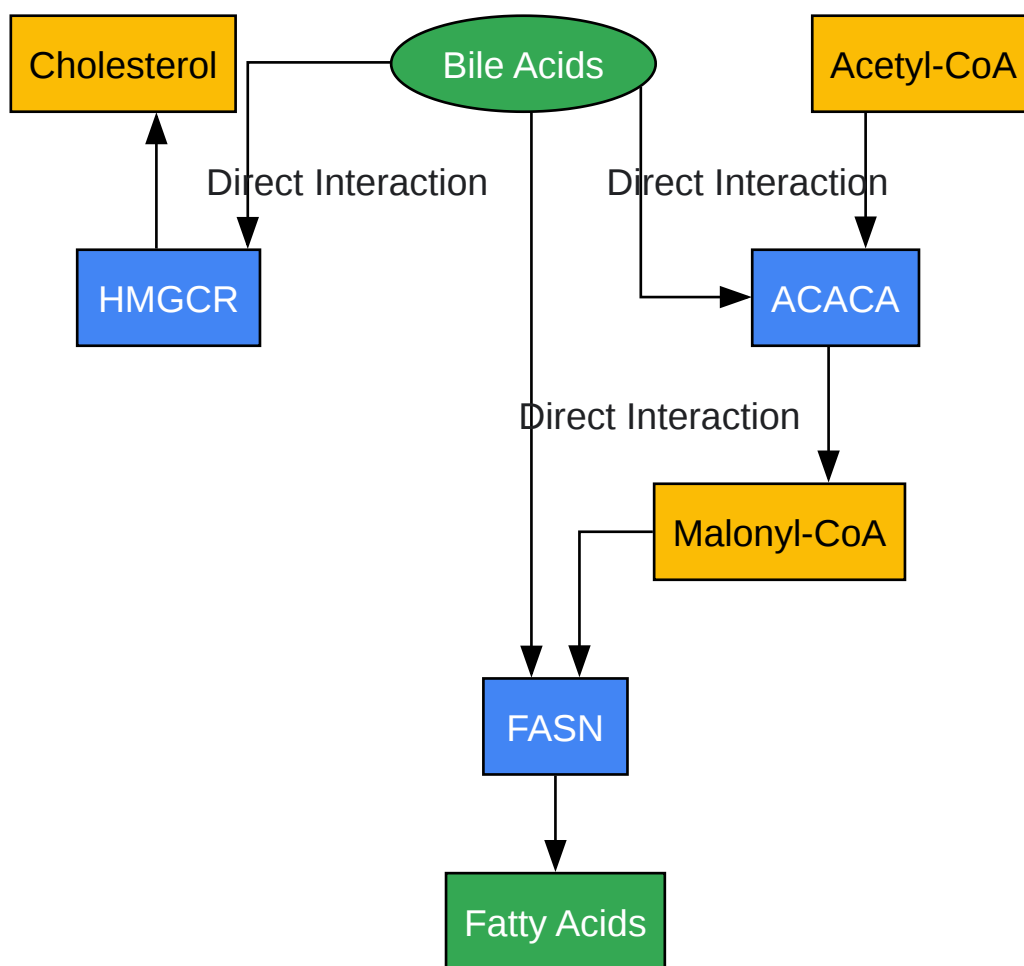 Cholesterol
Bile Acids
Acetyl-CoA
Direct Interaction
Direct Interaction
HMGCR
ACACA
Direct Interaction
Malonyl-CoA
FASN
Fatty Acids